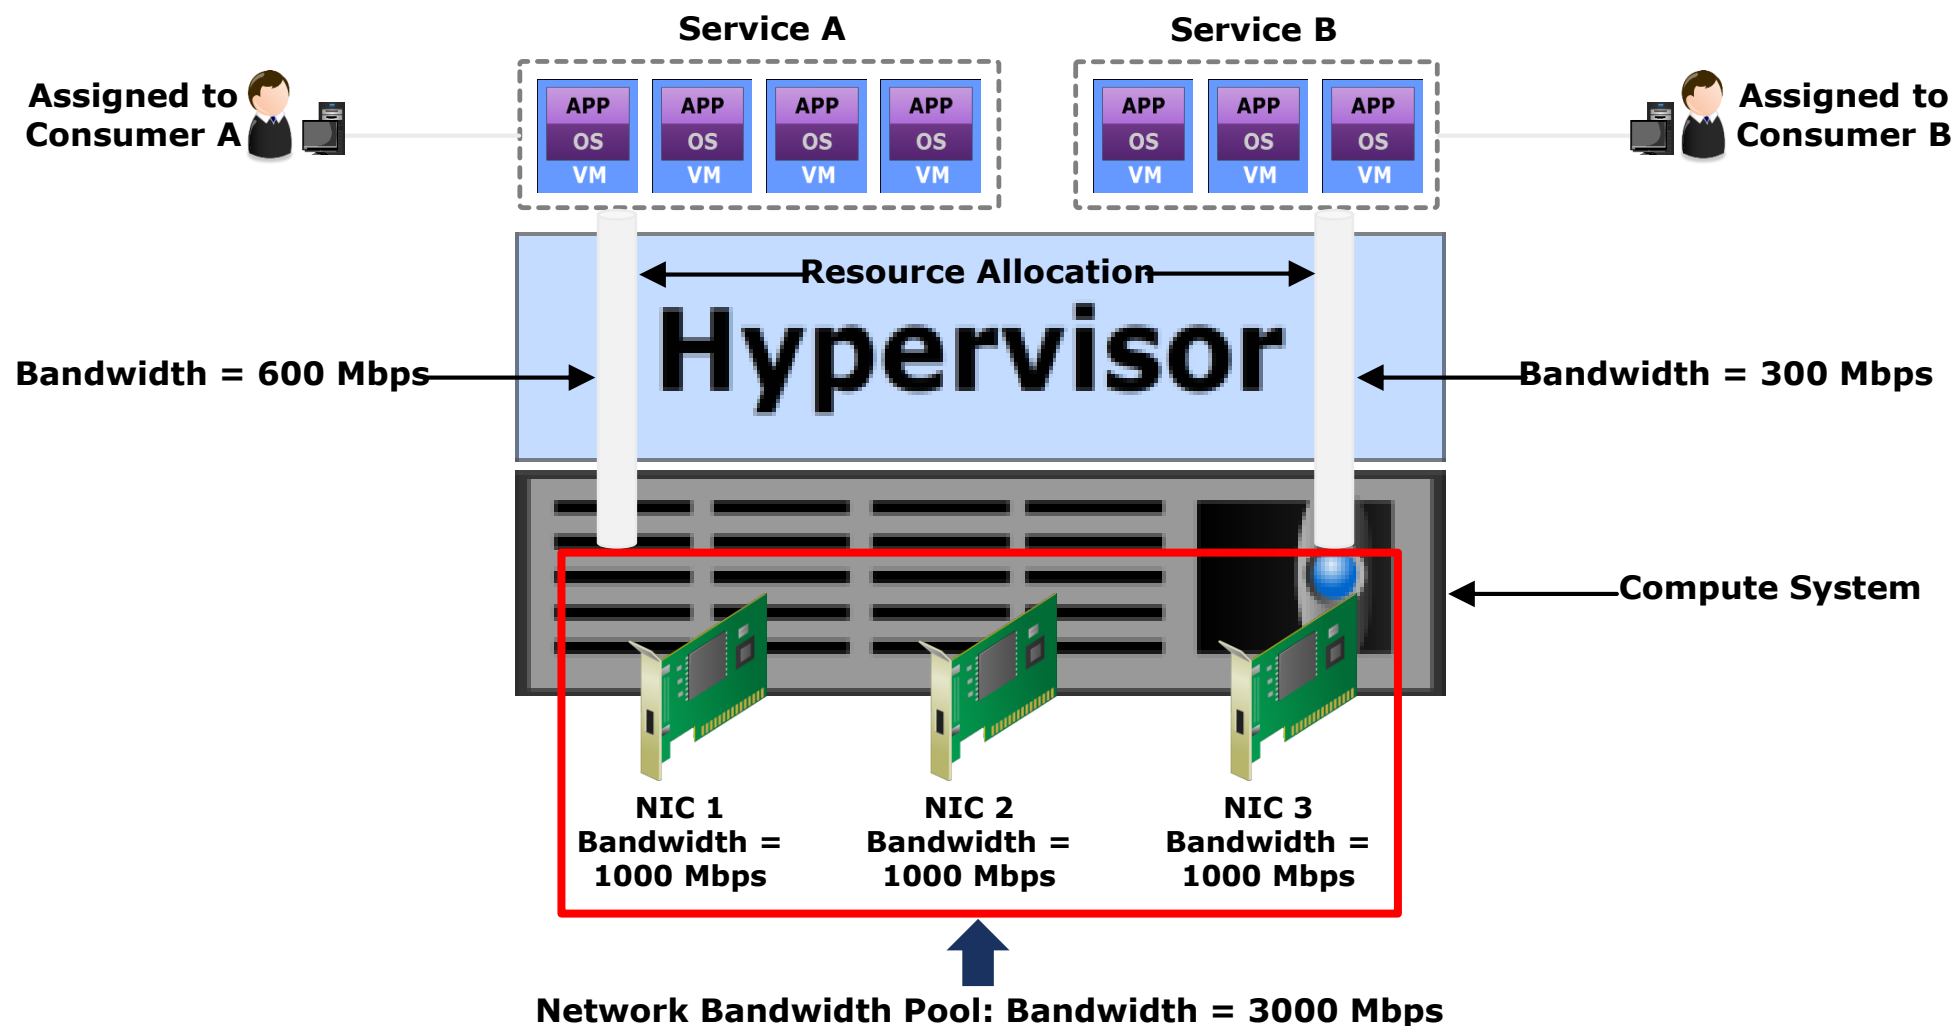 Service A
Service B
Assigned to
Consumer A
APP
OS
VM
APP
OS
VM
APP
OS
VM
APP
OS
VM
APP
OS
VM
APP
OS
VM
APP
OS
VM
Assigned to
Consumer B
Resource Allocation
Hypervisor
Bandwidth = 600 Mbps
Bandwidth = 300 Mbps
Compute System
NIC 1
Bandwidth =
1000 Mbps
NIC 2
Bandwidth =
1000 Mbps
NIC 3
Bandwidth =
1000 Mbps
Network Bandwidth Pool: Bandwidth = 3000 Mbps